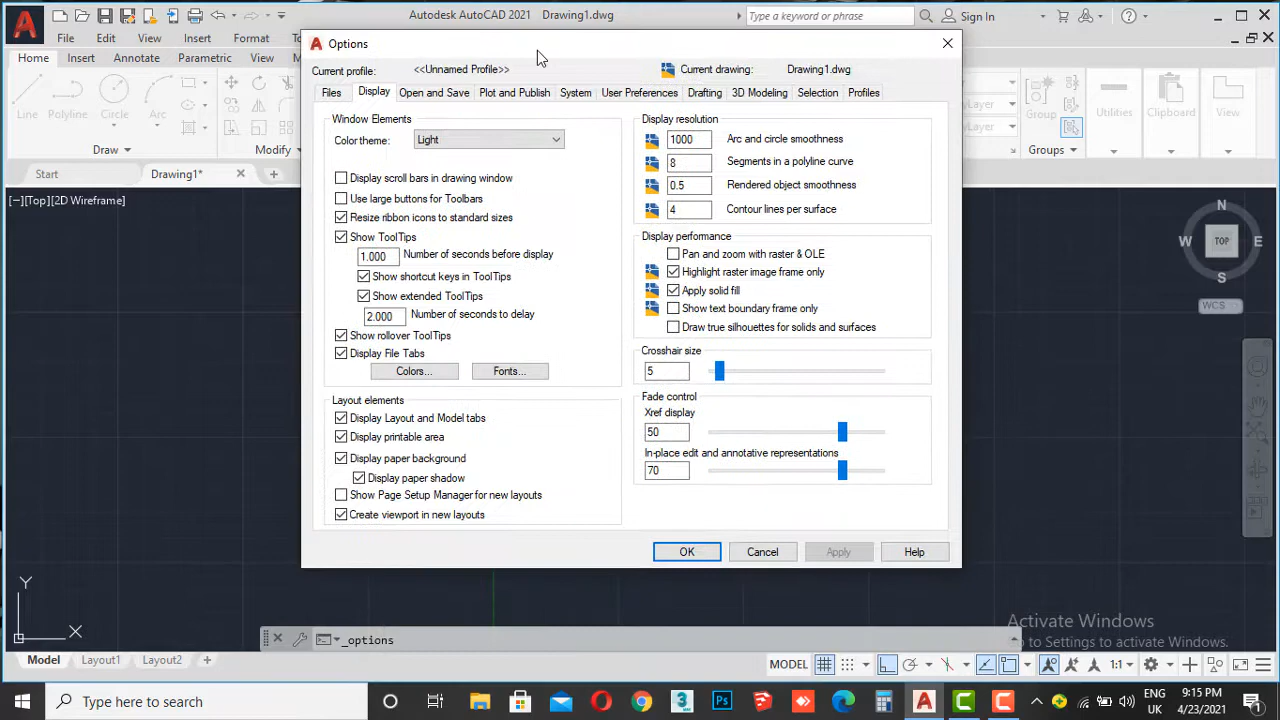 Autodesk AutoCAD 2021 Drawing1.dwg
Type a keyword or phrase
Sign In
File Edit View Insert Format
Home Insert Annotate Parametric
Line Polyline Circle Arc
Draw Modify
Group Utilities Clipboard View
Groups
Start Drawing1*
[−][Top][2D Wireframe]
Options
Current profile: <<Unnamed Profile>> Current drawing: Drawing1.dwg
Files Display Open and Save Plot and Publish System User Preferences Drafting 3D Modeling Selection Profiles
Window Elements
Color theme: Light
Display scroll bars in drawing window
Use large buttons for Toolbars
Resize ribbon icons to standard sizes
Show ToolTips
1.000 Number of seconds before display
Show shortcut keys in ToolTips
Show extended ToolTips
2.000 Number of seconds to delay
Show rollover ToolTips
Display File Tabs
Colors... Fonts...
Layout elements
Display Layout and Model tabs
Display printable area
Display paper background
Display paper shadow
Show Page Setup Manager for new layouts
Create viewport in new layouts
Display resolution
1000 Arc and circle smoothness
8 Segments in a polyline curve
0.5 Rendered object smoothness
4 Contour lines per surface
Display performance
Pan and zoom with raster & OLE
Highlight raster image frame only
Apply solid fill
Show text boundary frame only
Draw true silhouettes for solids and surfaces
Crosshair size
5
Fade control
Xref display
50
In-place edit and annotative representations
70
OK Cancel Apply Help
N
W TOP E
S
WCS
Y
X
_options
Activate Windows
Go to Settings to activate Windows.
Model Layout1 Layout2 +
MODEL 1:1
Type here to search
ENG
UK
9:15 PM
4/23/2021